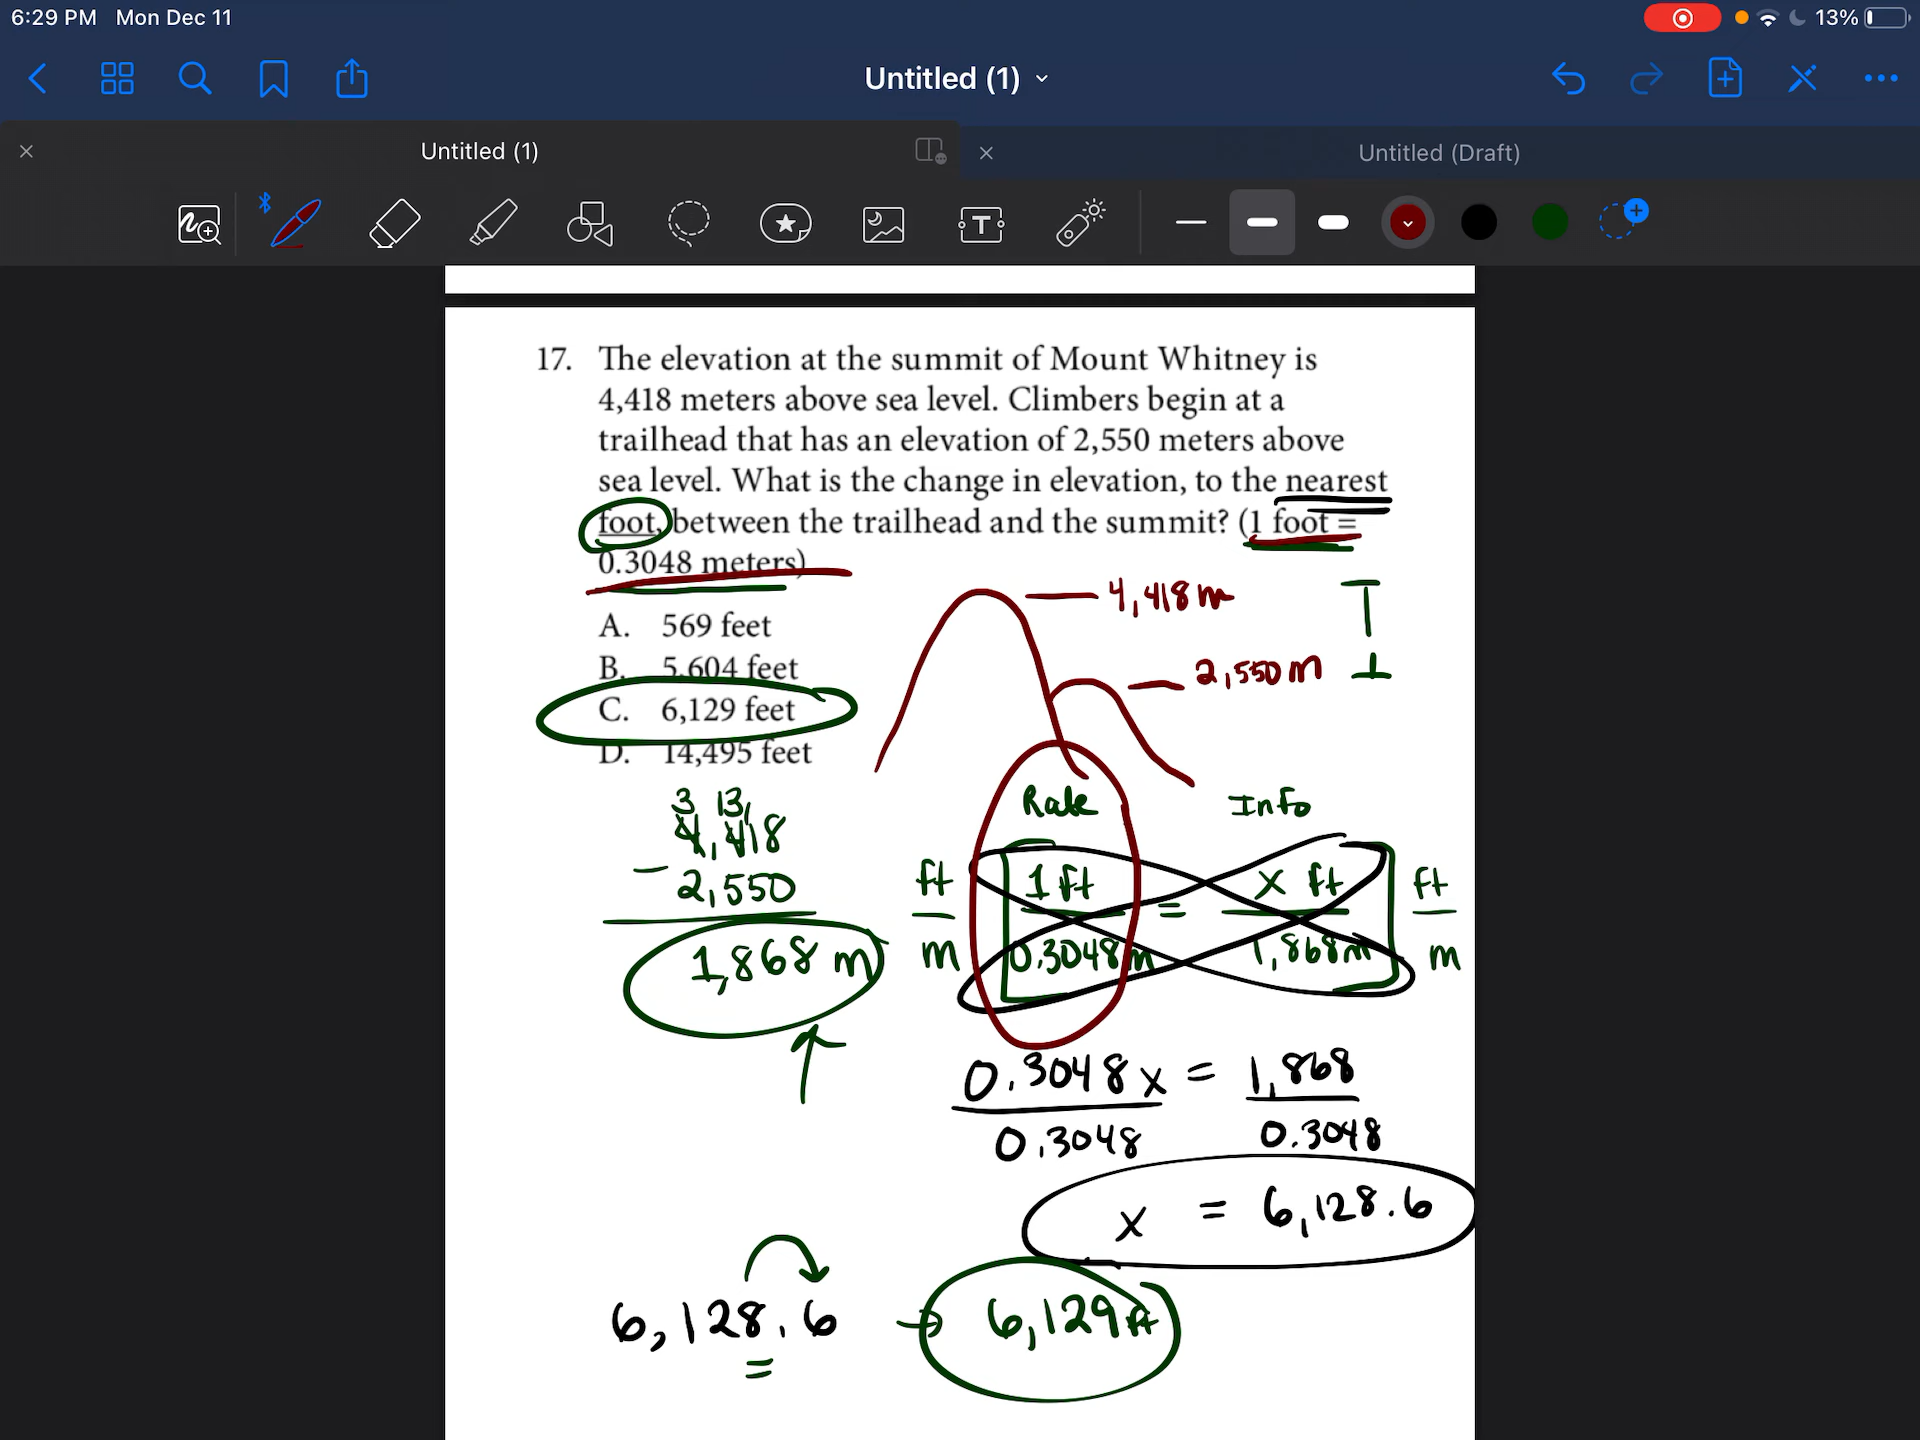 6:29 PM Mon Dec 11
13%
Untitled (1)
Untitled (1)
Untitled (Draft)
T
17. The elevation at the summit of Mount Whitney is
4,418 meters above sea level. Climbers begin at a
trailhead that has an elevation of 2,550 meters above
sea level. What is the change in elevation, to the nearest
foot, between the trailhead and the summit? (1 foot =
0.3048 meters)
A. 569 feet
B. 5,604 feet
C. 6,129 feet
D. 14,495 feet
4,418 m
2,550 m
3 13
4,418
- 2,550
1,868 m
Rate Info
ft 1 ft = x ft ft
m 0.3048 m 1,868 m m
0.3048x = 1,868
0.3048 0.3048
x = 6,128.6
6,128.6 → 6,129 ft